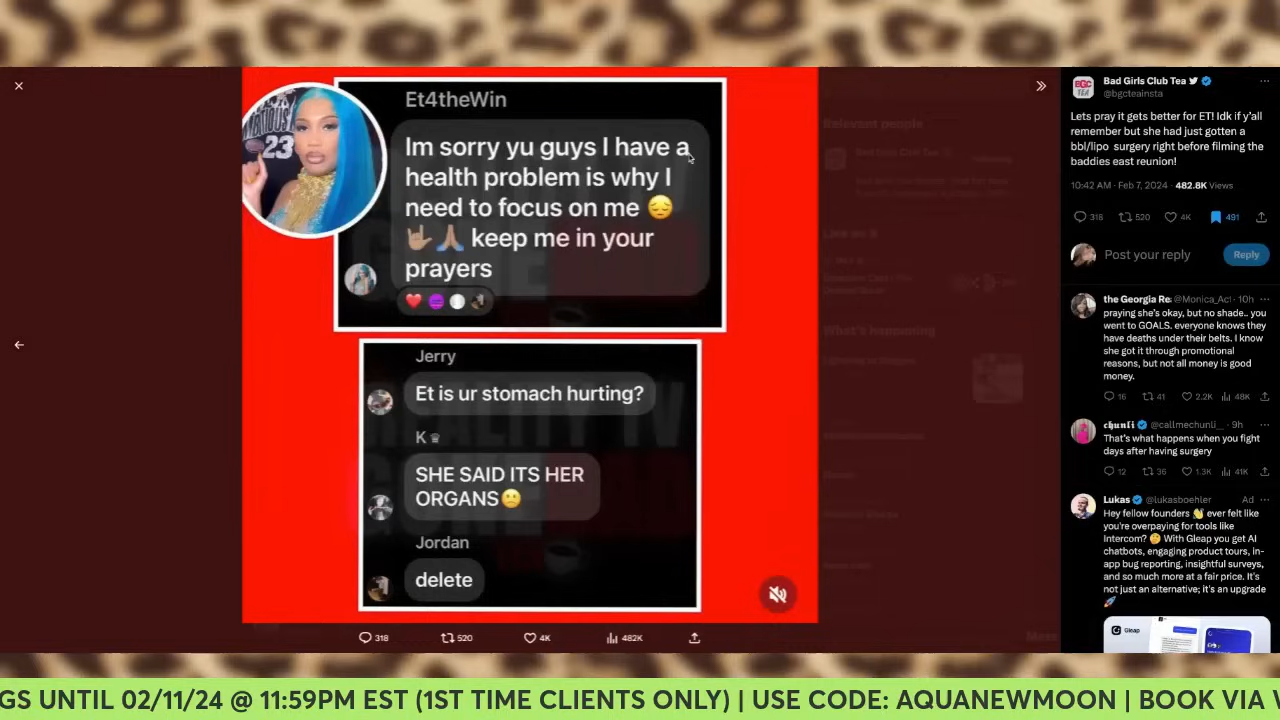 Et4theWin
Im sorry yu guys I have a
health problem is why I
need to focus on me 😔
🤟🏽🙏🏽 keep me in your
prayers
Jerry
Et is ur stomach hurting?
K ♛
SHE SAID ITS HER
ORGANS😕
Jordan
delete
318
520
4K
482K
Relevant people
What's happening
Bad Girls Club Tea
@bgcteainsta
Lets pray it gets better for ET! Idk if y'all
remember but she had just gotten a
bbl/lipo surgery right before filming the
baddies east reunion!
10:42 AM · Feb 7, 2024 · 482.8K Views
318 520 4K 491
Post your reply
Reply
the Georgia Re @Monica_Act · 10h
praying she's okay, but no shade.. you
went to GOALS. everyone knows they
have deaths under their belts. I know
she got it through promotional
reasons, but not all money is good
money.
16 41 2.2K 48K
chunli @callmechunli_ · 9h
That's what happens when you fight
days after having surgery
12 36 1.3K 41K
Lukas @lukasboehler Ad
Hey fellow founders 👋 ever felt like
you're overpaying for tools like
Intercom? 🤔 With Gleap you get AI
chatbots, engaging product tours, in-
app bug reporting, insightful surveys,
and so much more at a fair price. It's
not just an alternative; it's an upgrade
🚀
Gleap
GS UNTIL 02/11/24 @ 11:59PM EST (1ST TIME CLIENTS ONLY) | USE CODE: AQUANEWMOON | BOOK VIA